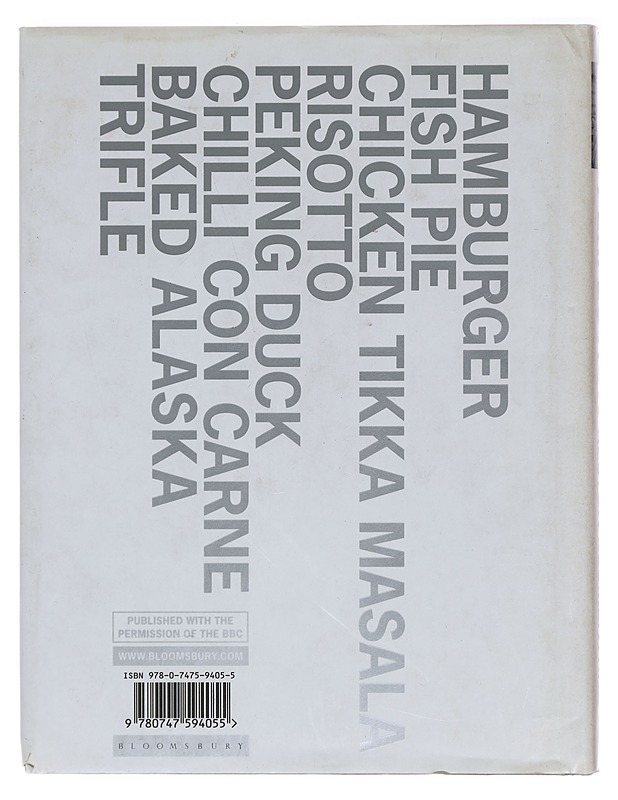 HAMBURGER
FISH PIE
CHICKEN TIKKA MASALA
RISOTTO
PEKING DUCK
CHILLI CON CARNE
BAKED ALASKA
TRIFLE
PUBLISHED WITH THE
PERMISSION OF THE BBC
WWW.BLOOMSBURY.COM
ISBN 978-0-7475-9405-5
9 780747 594055 >
BLOOMSBURY